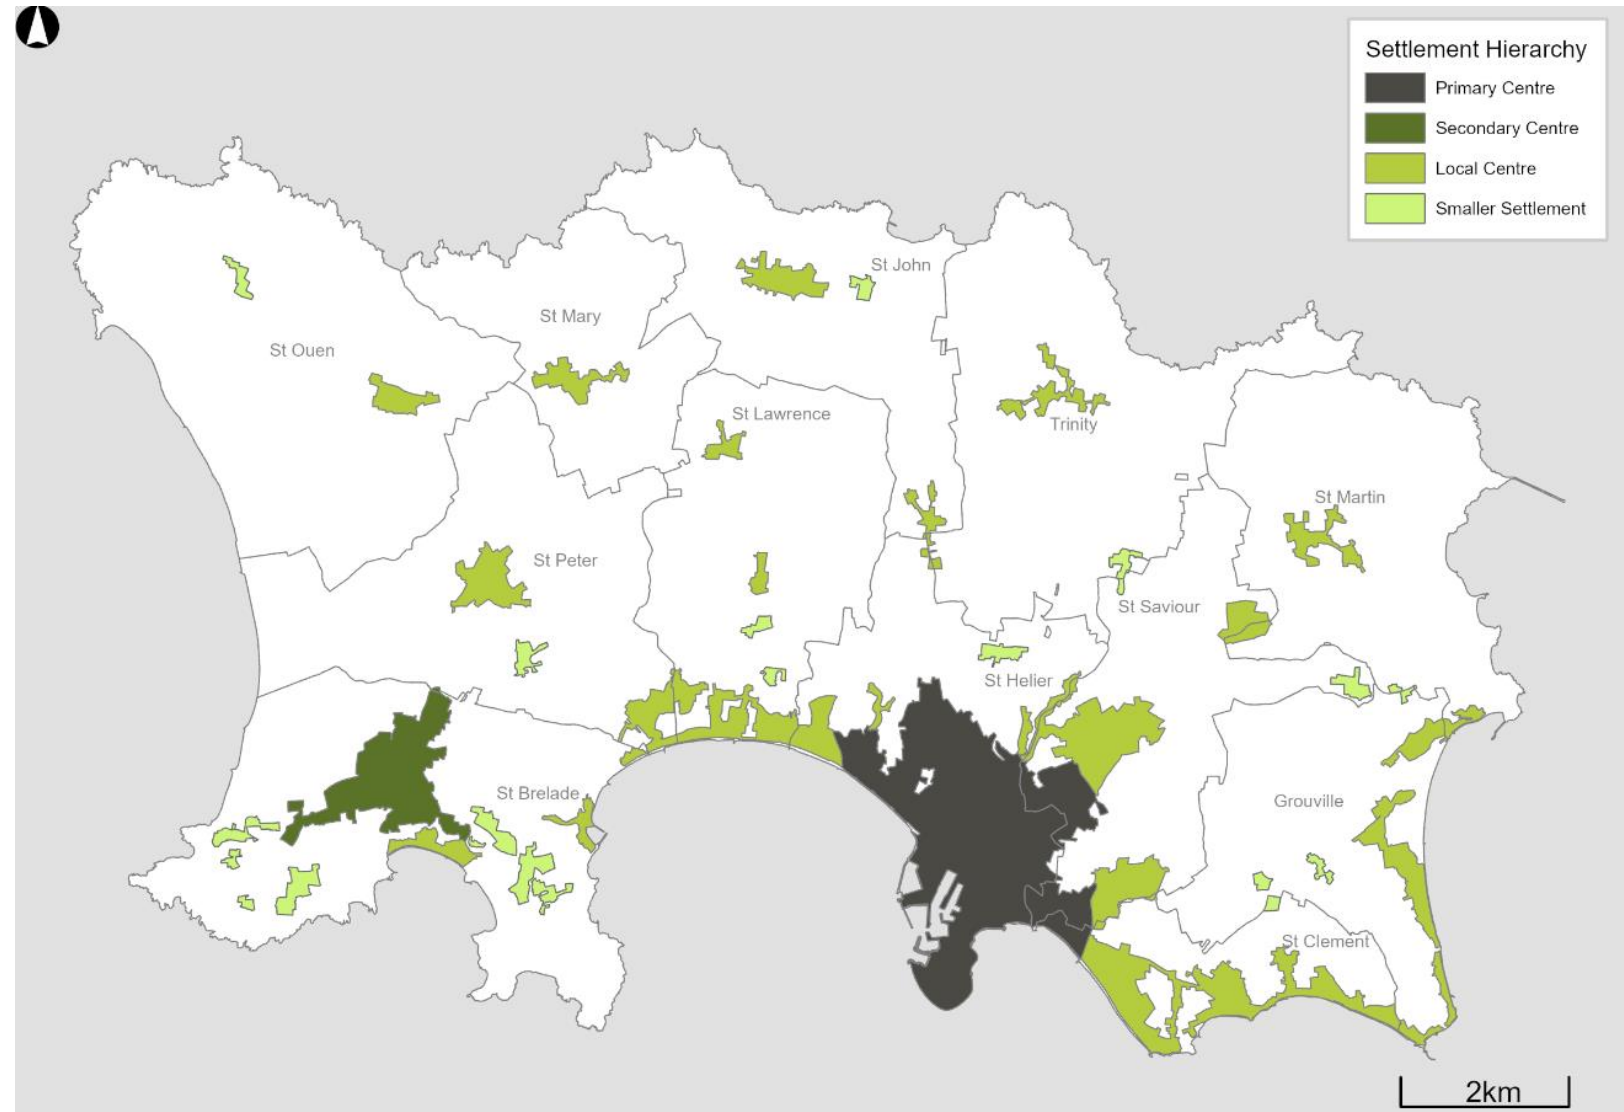 Settlement Hierarchy
Primary Centre
Secondary Centre
Local Centre
Smaller Settlement
St John
St Mary
St Ouen
St Lawrence
Trinity
St Martin
St Peter
St Saviour
St Helier
St Brelade
Grouville
St Clement
2km